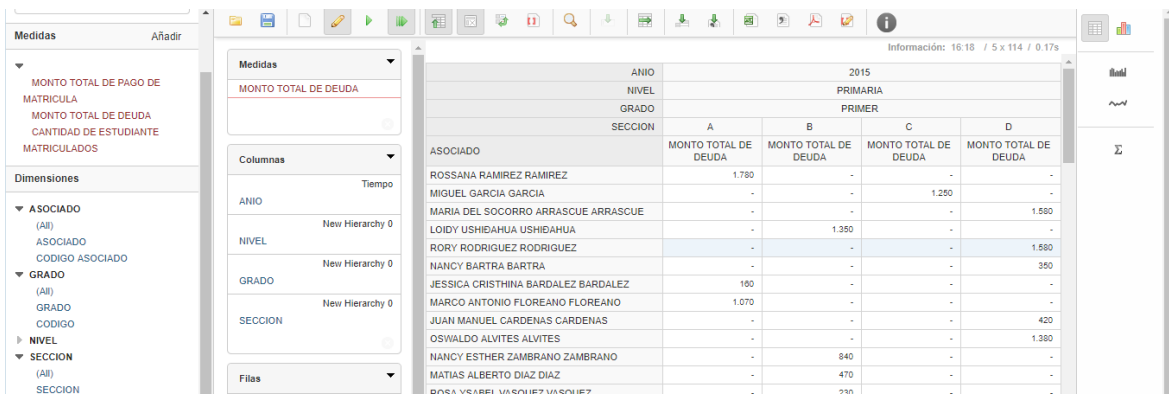 Medidas Añadir
MONTO TOTAL DE PAGO DE
MATRICULA
MONTO TOTAL DE DEUDA
CANTIDAD DE ESTUDIANTE
MATRICULADOS
Dimensiones
ASOCIADO
(All)
ASOCIADO
CODIGO ASOCIADO
GRADO
(All)
GRADO
CODIGO
NIVEL
SECCION
(All)
SECCION
Medidas
MONTO TOTAL DE DEUDA
Columnas
Tiempo
ANIO
New Hierarchy 0
NIVEL
New Hierarchy 0
GRADO
New Hierarchy 0
SECCION
Filas
Información: 16:18 / 5 x 114 / 0.17s
ANIO 2015
NIVEL PRIMARIA
GRADO PRIMER
SECCION A B C D
ASOCIADO MONTO TOTAL DE DEUDA MONTO TOTAL DE DEUDA MONTO TOTAL DE DEUDA MONTO TOTAL DE DEUDA
ROSSANA RAMIREZ RAMIREZ 1.780 - - -
MIGUEL GARCIA GARCIA - - 1.250 -
MARIA DEL SOCORRO ARRASCUE ARRASCUE - - - 1.580
LOIDY USHIÐAHUA USHIÐAHUA - 1.350 - -
RORY RODRIGUEZ RODRIGUEZ - - - 1.580
NANCY BARTRA BARTRA - - - 350
JESSICA CRISTHINA BARDALEZ BARDALEZ 160 - - -
MARCO ANTONIO FLOREANO FLOREANO 1.070 - - -
JUAN MANUEL CARDENAS CARDENAS - - - 420
OSWALDO ALVITES ALVITES - - - 1.380
NANCY ESTHER ZAMBRANO ZAMBRANO - 840 - -
MATIAS ALBERTO DIAZ DIAZ - 470 - -
ROSA YSABEL VASQUEZ VASQUEZ - 230 - -
Σ